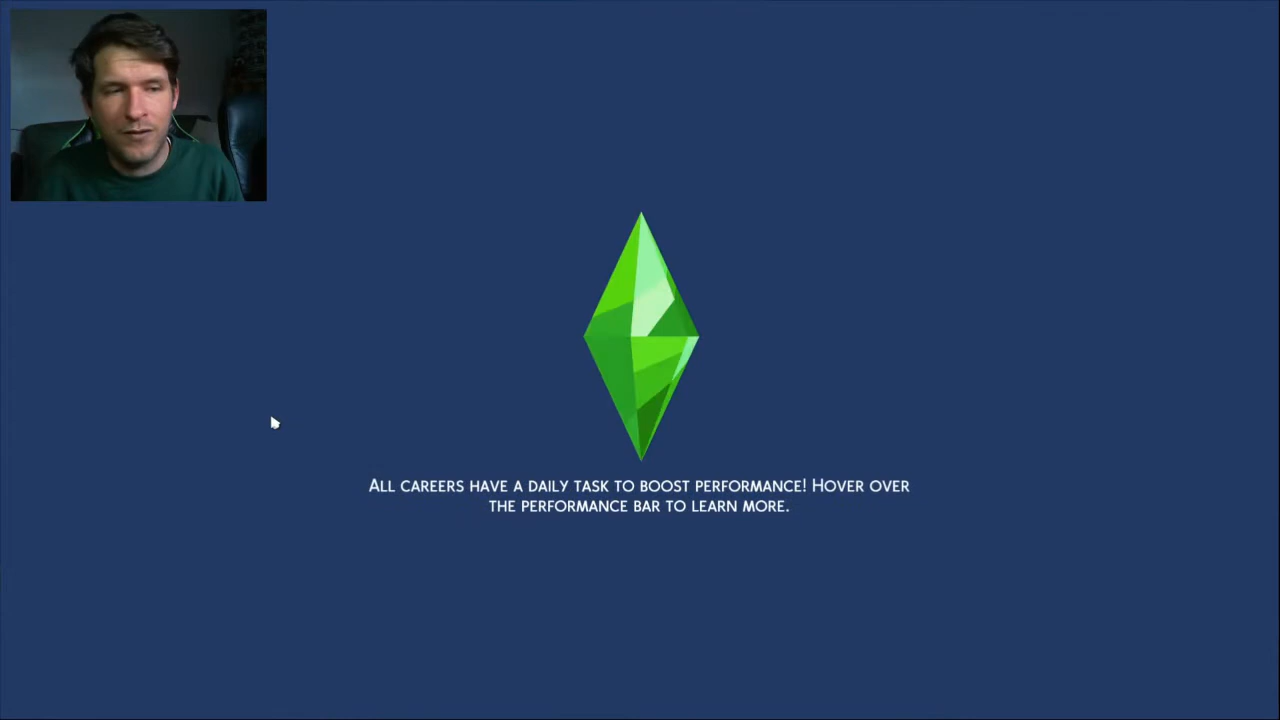 ALL CAREERS HAVE A DAILY TASK TO BOOST PERFORMANCE! HOVER OVER
THE PERFORMANCE BAR TO LEARN MORE.